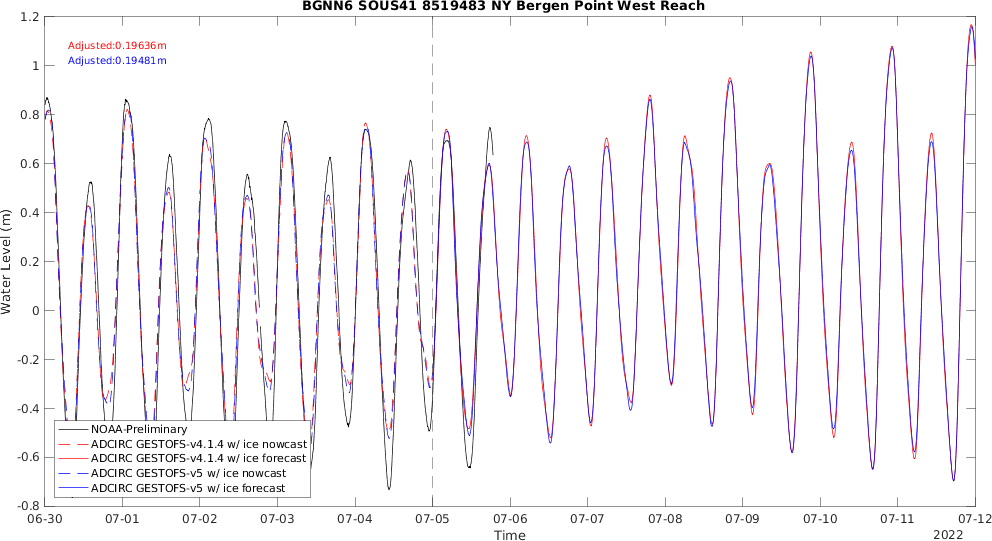 BGNN6 SOUS41 8519483 NY Bergen Point West Reach
1.2
Adjusted:0.19636m
Adjusted:0.19481m
1
0.8
0.6
0.4
0.2
0
-0.2
-0.4
-0.6
-0.8
Water Level (m)
NOAA-Preliminary
ADCIRC GESTOFS-v4.1.4 w/ ice nowcast
ADCIRC GESTOFS-v4.1.4 w/ ice forecast
ADCIRC GESTOFS-v5 w/ ice nowcast
ADCIRC GESTOFS-v5 w/ ice forecast
06-30 07-01 07-02 07-03 07-04 07-05 07-06 07-07 07-08 07-09 07-10 07-11 07-12
Time
2022